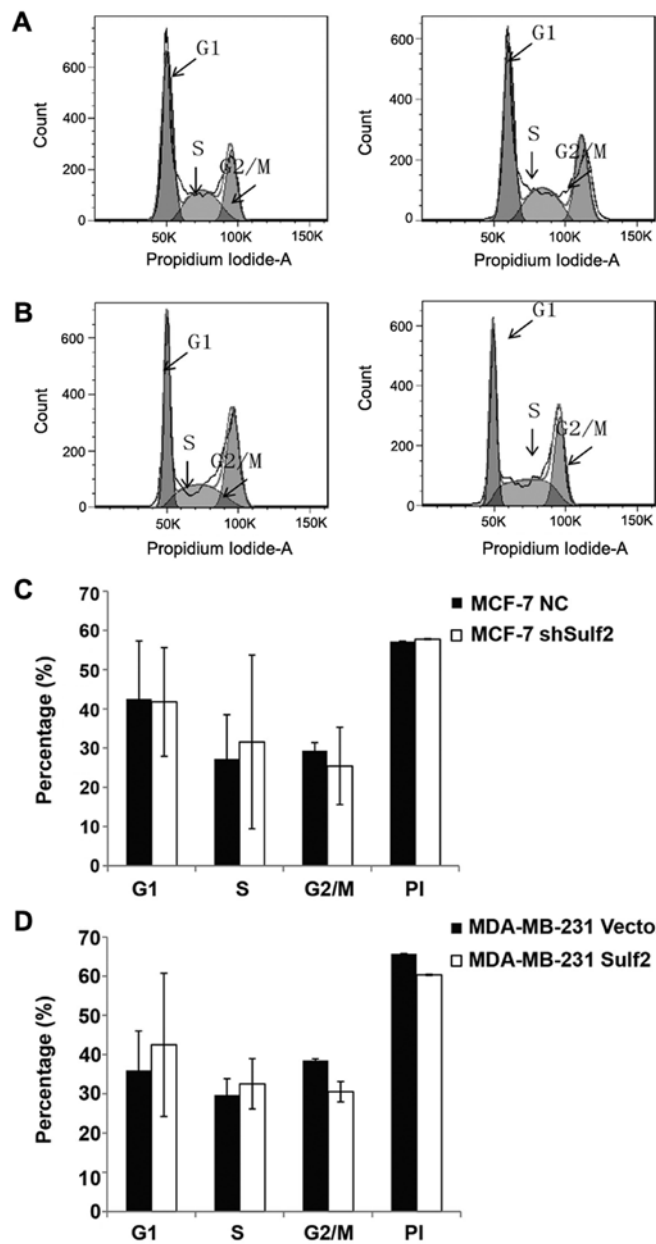 A
Count
600
400
200
0
G1
S
G2/M
50K 100K 150K
Propidium Iodide-A
Count
600
400
200
0
G1
S
G2/M
50K 100K 150K
Propidium Iodide-A
B
Count
600
400
200
0
G1
S
G2/M
50K 100K 150K
Propidium Iodide-A
Count
600
400
200
0
G1
S
G2/M
50K 100K 150K
Propidium Iodide-A
C
Percentage (%)
70
60
50
40
30
20
10
0
MCF-7 NC
MCF-7 shSulf2
G1 S G2/M PI
D
Percentage (%)
70
60
50
40
30
20
10
0
MDA-MB-231 Vecto
MDA-MB-231 Sulf2
G1 S G2/M PI